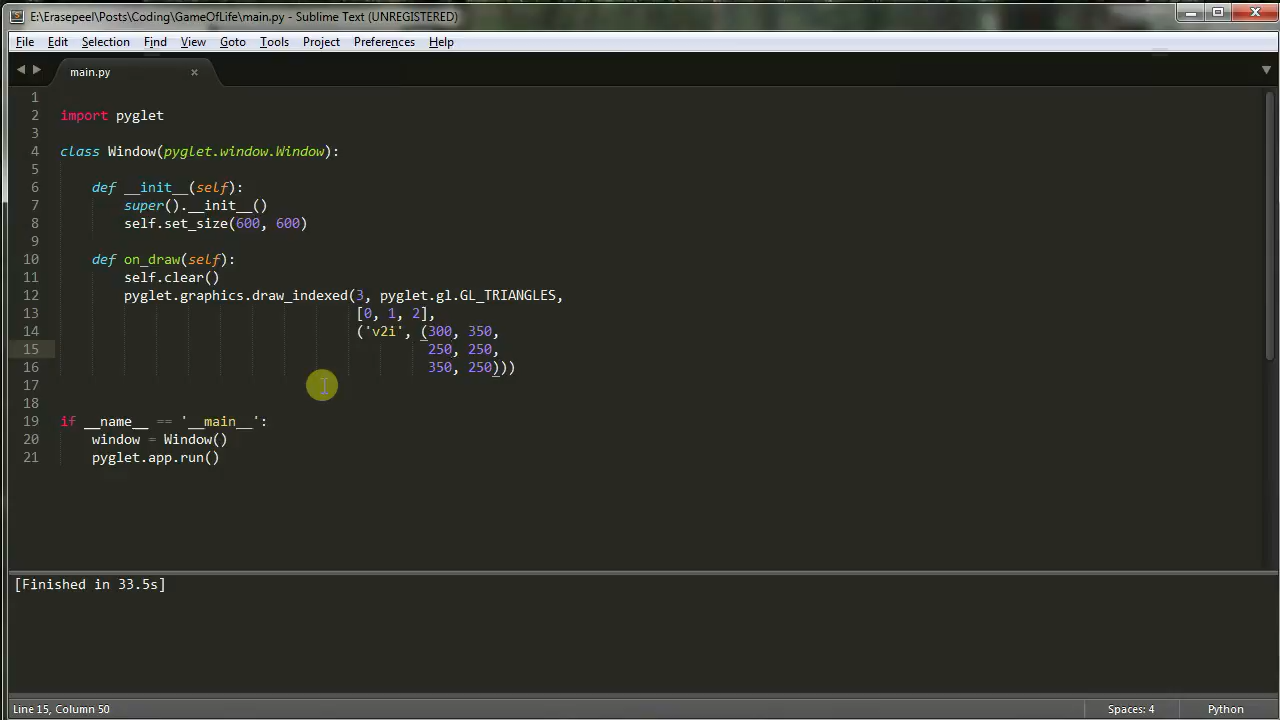 E:\Erasepeel\Posts\Coding\GameOfLife\main.py - Sublime Text (UNREGISTERED)
File Edit Selection Find View Goto Tools Project Preferences Help
main.py
1
2 import pyglet
3
4 class Window(pyglet.window.Window):
5
6     def __init__(self):
7         super().__init__()
8         self.set_size(600, 600)
9
10     def on_draw(self):
11         self.clear()
12         pyglet.graphics.draw_indexed(3, pyglet.gl.GL_TRIANGLES,
13                                      [0, 1, 2],
14                                      ('v2i', (300, 350,
15                                               250, 250,
16                                               350, 250)))
17
18
19 if __name__ == '__main__':
20     window = Window()
21     pyglet.app.run()
[Finished in 33.5s]
Line 15, Column 50 Spaces: 4 Python